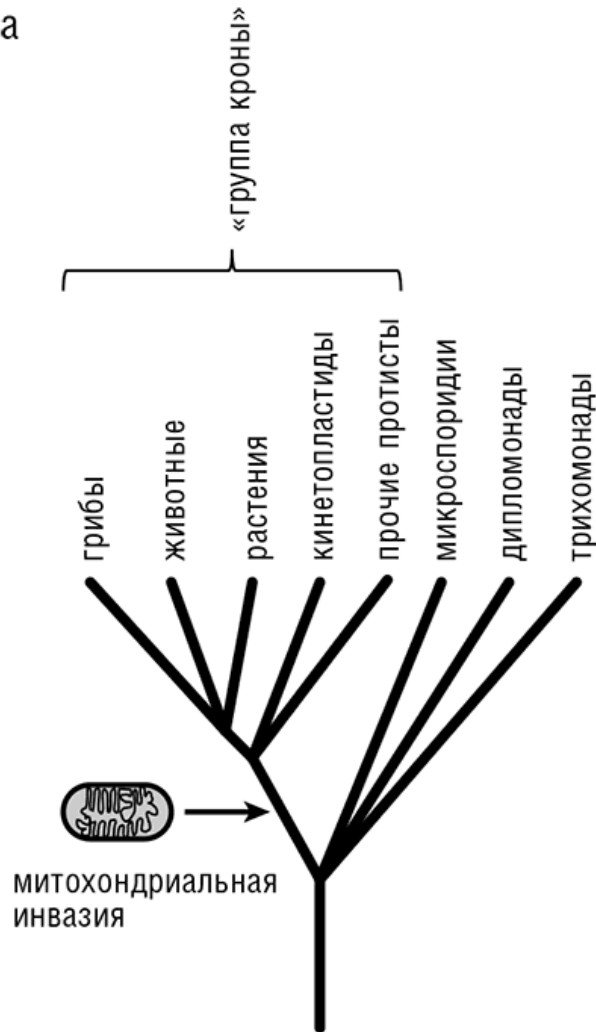 а
«группа кроны»
грибы
животные
растения
кинетопластиды
прочие протисты
микроспоридии
дипломонады
трихомонады
митохондриальная
инвазия